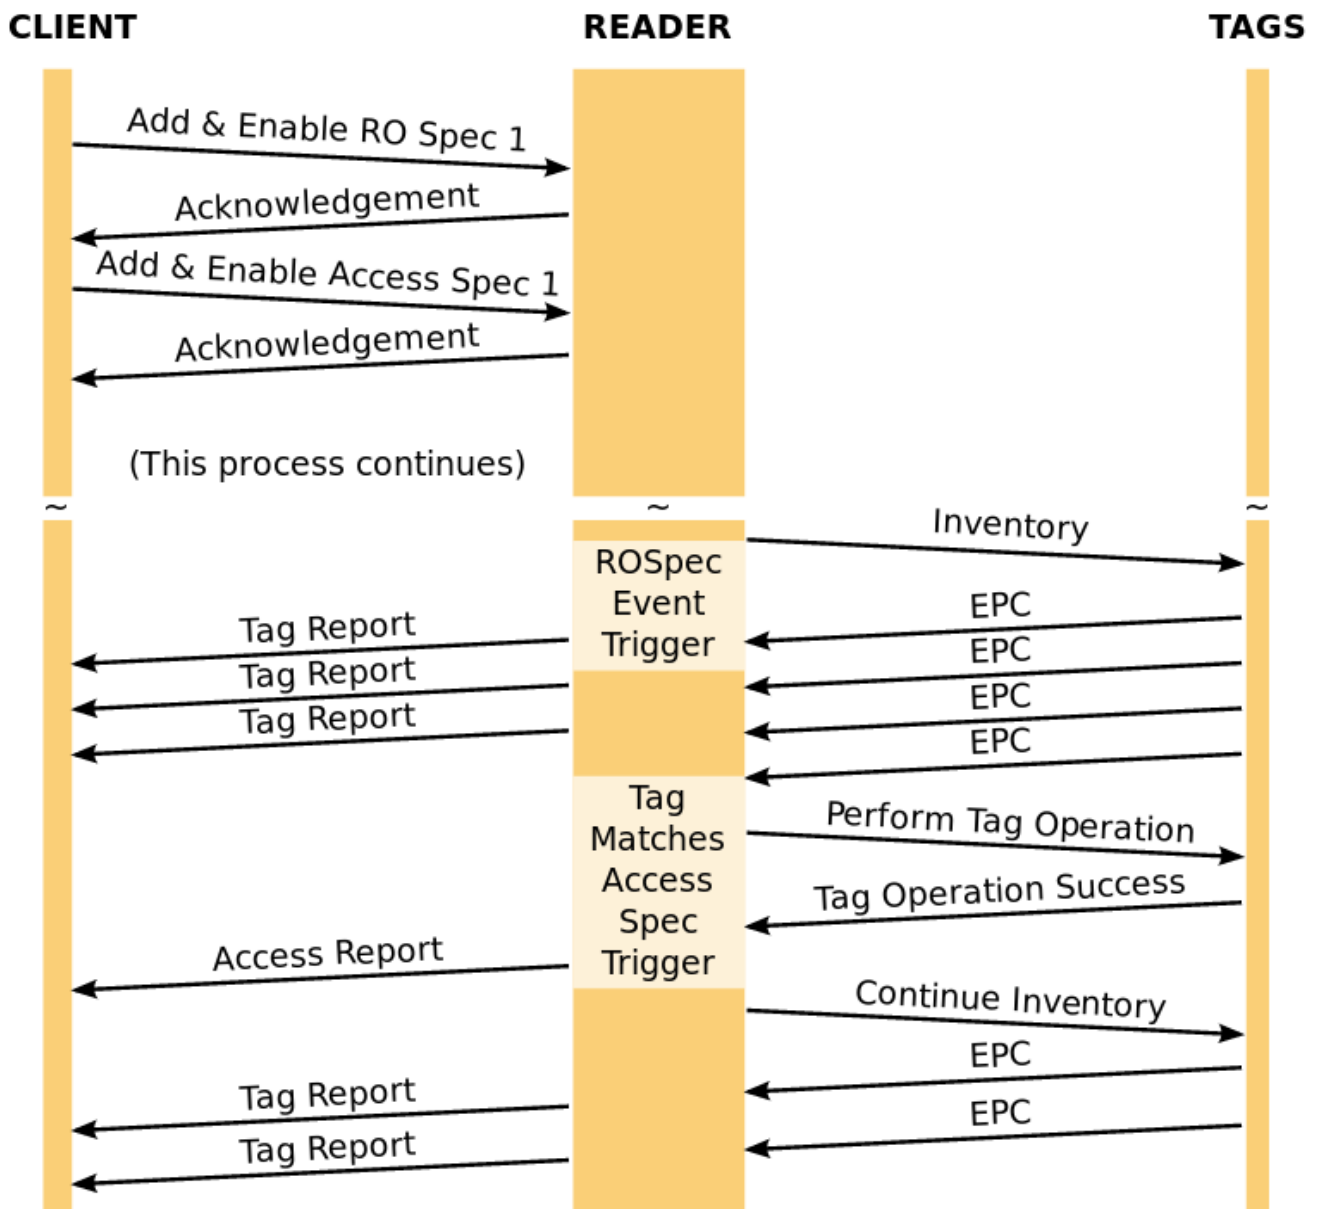 CLIENT
READER
TAGS
Add & Enable RO Spec 1
Acknowledgement
Add & Enable Access Spec 1
Acknowledgement
(This process continues)
~
~
~
Inventory
ROSpec
Event
Trigger
EPC
Tag Report
EPC
Tag Report
EPC
Tag Report
EPC
Tag
Matches
Access
Spec
Trigger
Perform Tag Operation
Tag Operation Success
Access Report
Continue Inventory
EPC
Tag Report
EPC
Tag Report